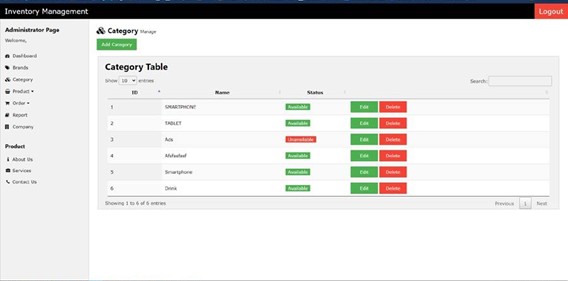 Inventory Management
Logout
Administrator Page
Welcome,
Dashboard
Brands
Category
Product
Order
Report
Company
Product
About Us
Services
Contact Us
Category Manage
Add Category
Category Table
Show 10 entries
Search:
ID Name Status
1 SMARTPHONE Available Edit Delete
2 TABLET Available Edit Delete
3 Unavailable Edit Delete
4 Available Edit Delete
5 Smartphone Available Edit Delete
6 Drink Available Edit Delete
Showing 1 to 6 of 6 entries
Previous 1 Next